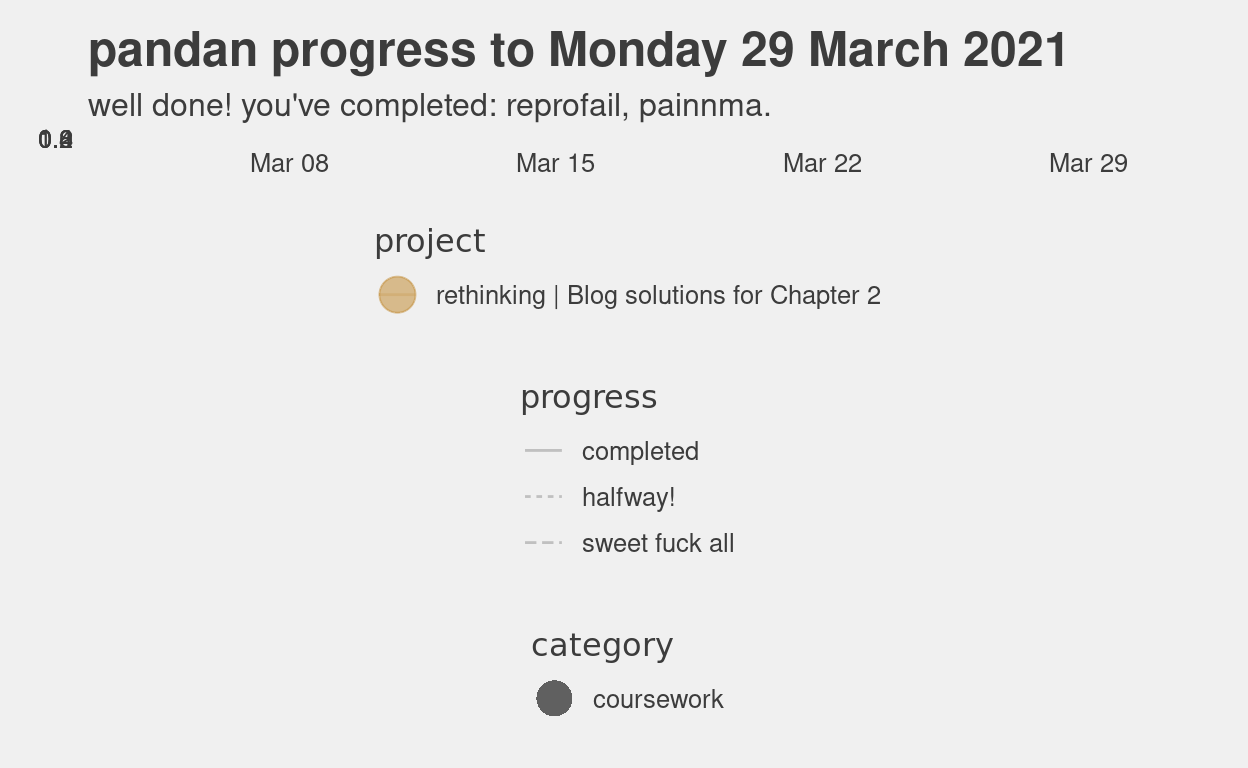 pandan progress to Monday 29 March 2021
well done! you've completed: reprofail, painnma.
Mar 08 Mar 15 Mar 22 Mar 29
project
rethinking | Blog solutions for Chapter 2
progress
completed
halfway!
sweet fuck all
category
coursework